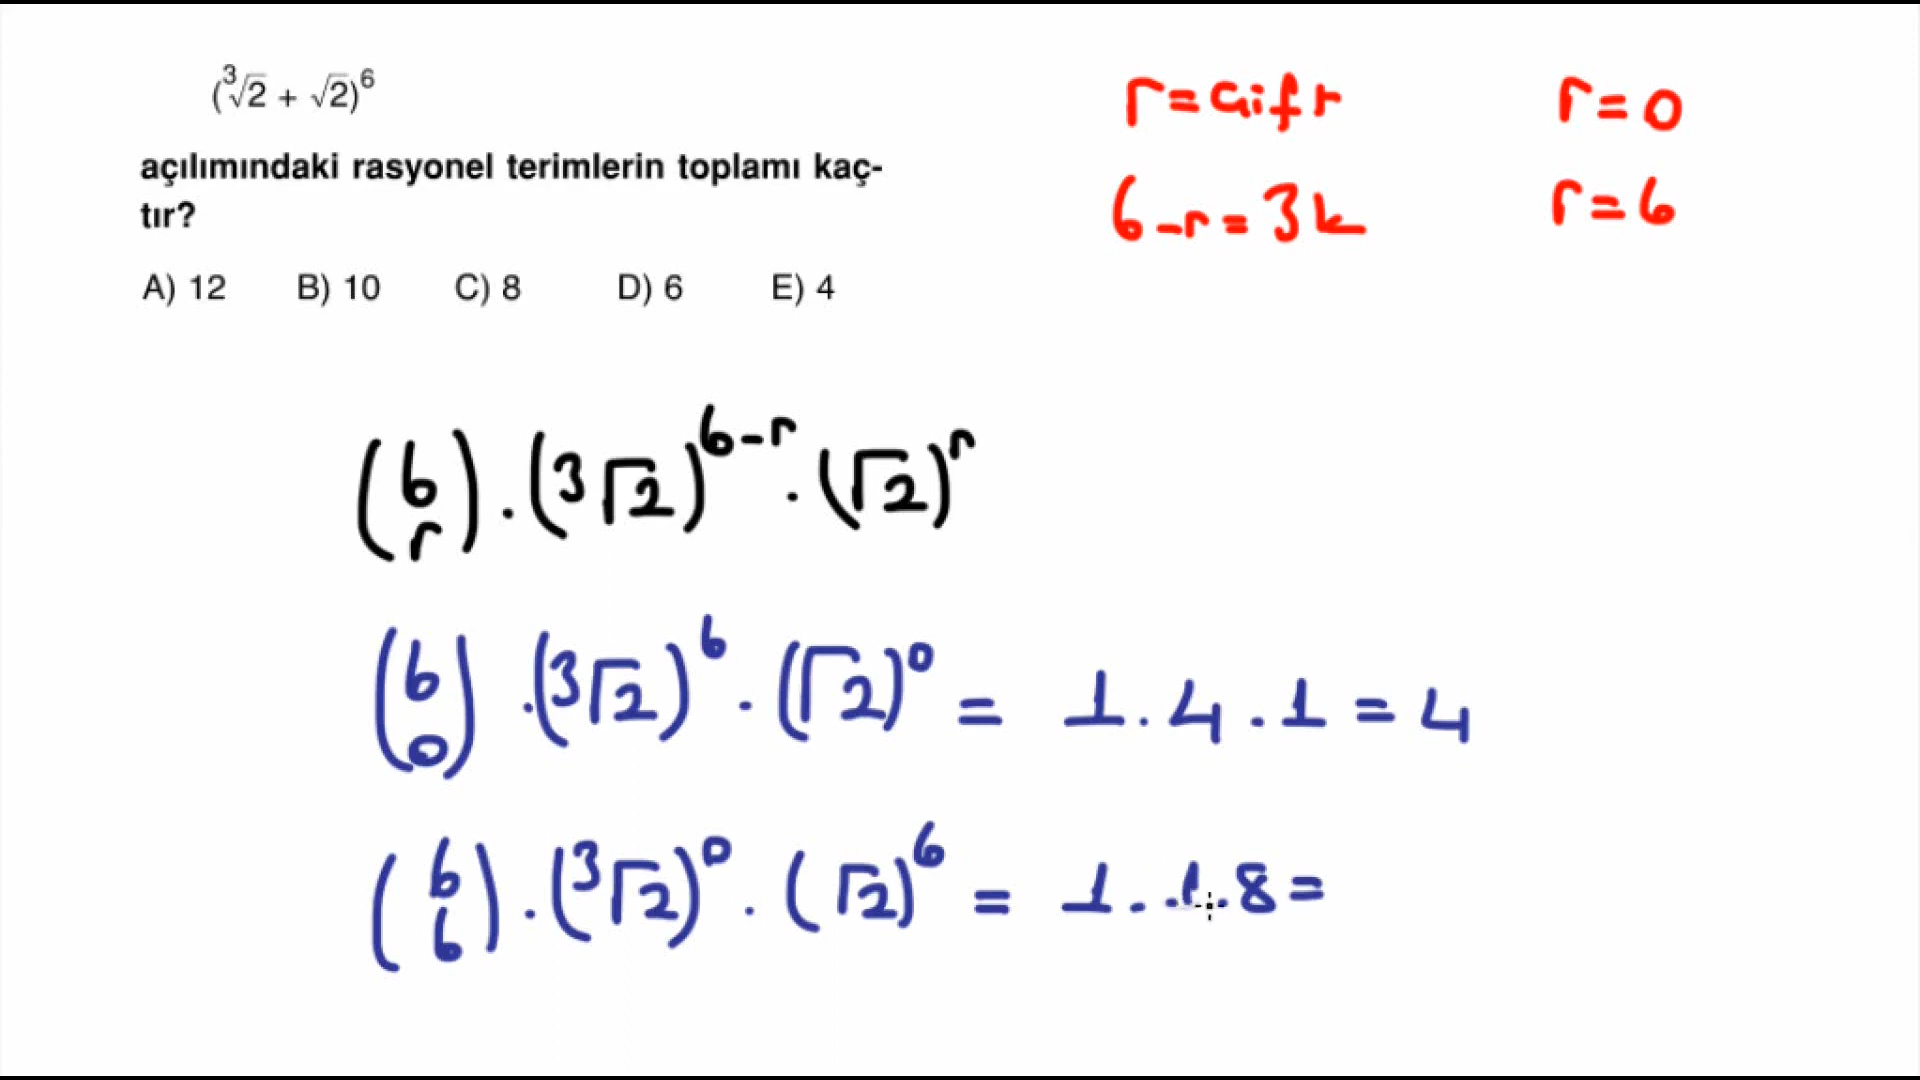 (³√2 + √2)⁶
açılımındaki rasyonel terimlerin toplamı kaç-
tır?
A) 12 B) 10 C) 8 D) 6 E) 4
r = çift r = 0
6-r = 3k r = 6
(6 r) . (³√2)⁶⁻ʳ . (√2)ʳ
(6 0) . (³√2)⁶ . (√2)⁰ = 1 . 4 . 1 = 4
(6 6) . (³√2)⁰ . (√2)⁶ = 1 . 1 . 8 =